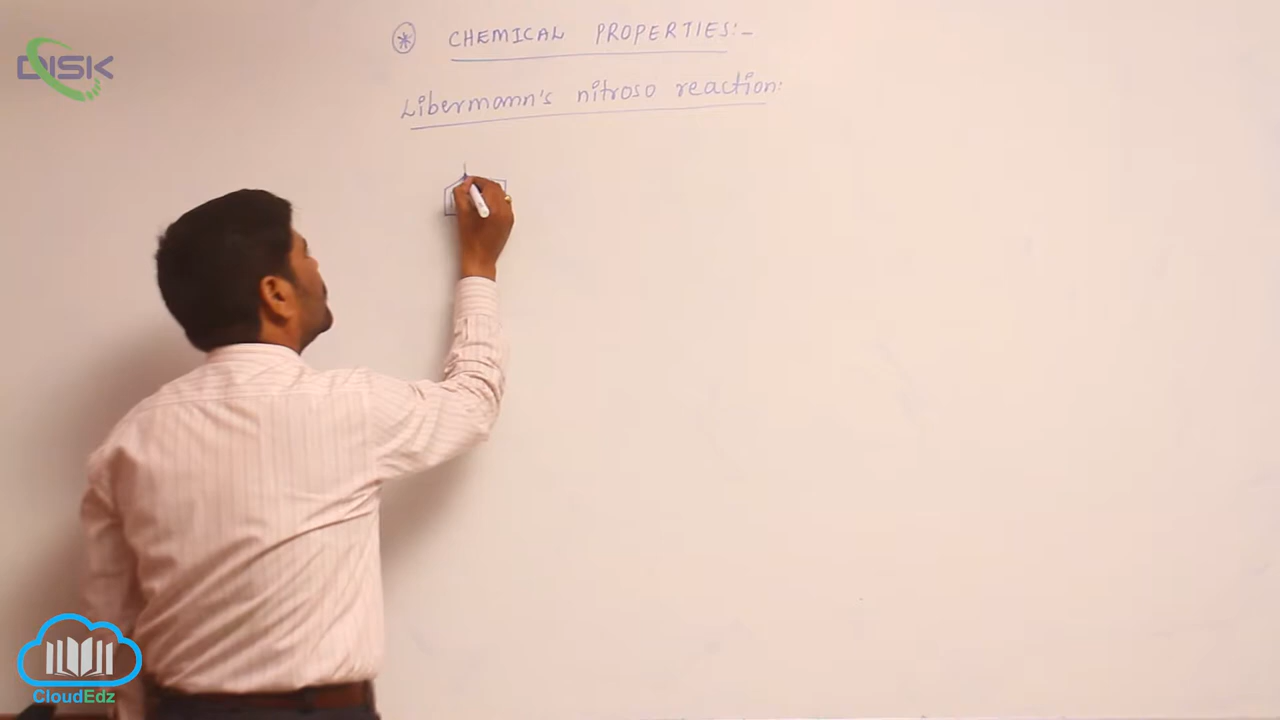 DISK
* CHEMICAL PROPERTIES:-
Libermann's nitroso reaction:
CloudEdz